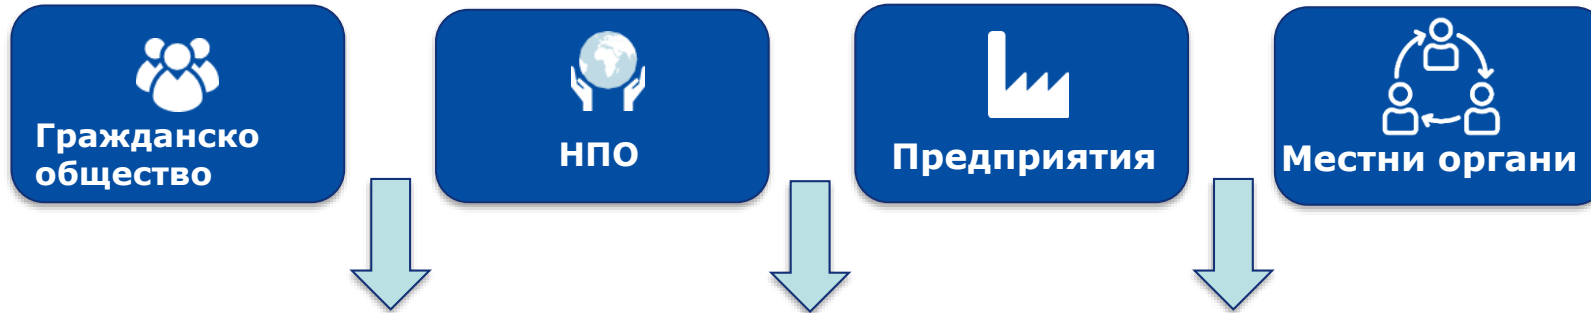 Гражданско
общество
НПО
Предприятия
Местни органи